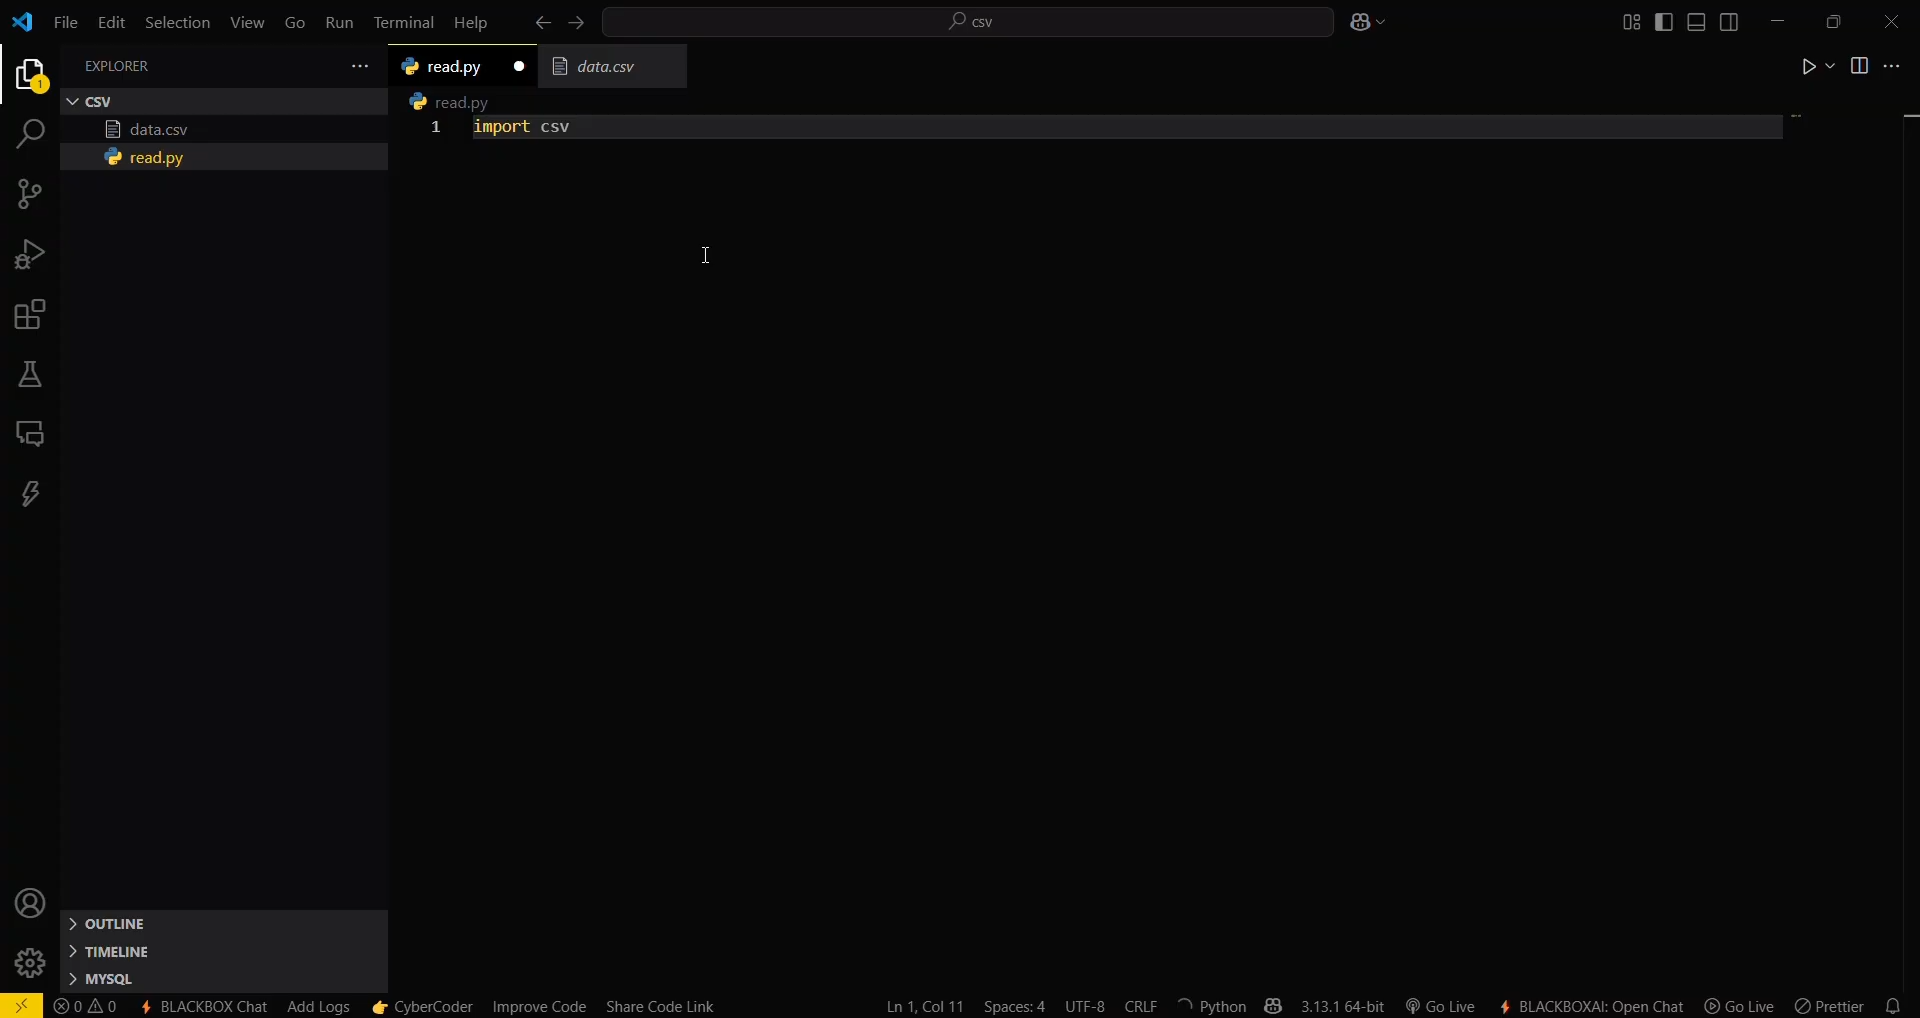 File Edit Selection View Go Run Terminal Help csv
EXPLORER
read.py data.csv
CSV
data.csv
read.py
read.py
1 import csv
1
OUTLINE
TIMELINE
MYSQL
0 0 BLACKBOX Chat Add Logs CyberCoder Improve Code Share Code Link Ln 1, Col 11 Spaces: 4 UTF-8 CRLF Python 3.13.1 64-bit Go Live BLACKBOXAI: Open Chat Go Live Prettier